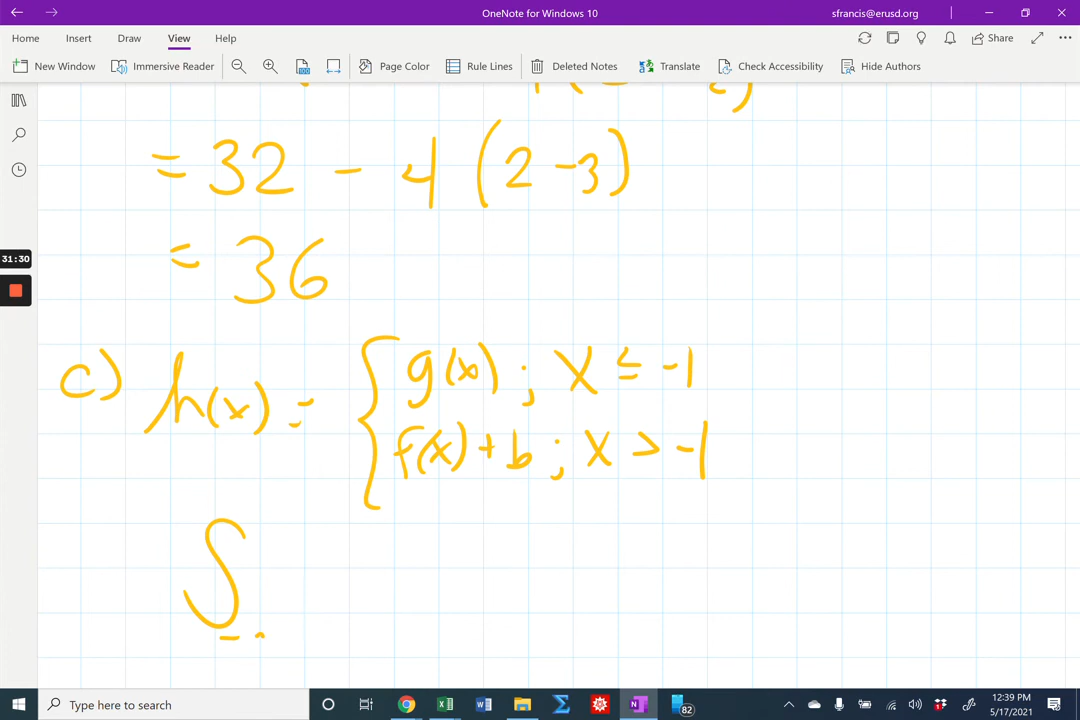 OneNote for Windows 10
sfrancis@erusd.org
Home Insert Draw View Help
Share
New Window Immersive Reader Page Color Rule Lines Deleted Notes Translate Check Accessibility Hide Authors
= 32 - 4 (2 - 3)
= 36
31:30
c) h(x) = { g(x) ; x ≤ -1
f(x) + b ; x > -1
∫
Type here to search
82
12:39 PM
5/17/2021